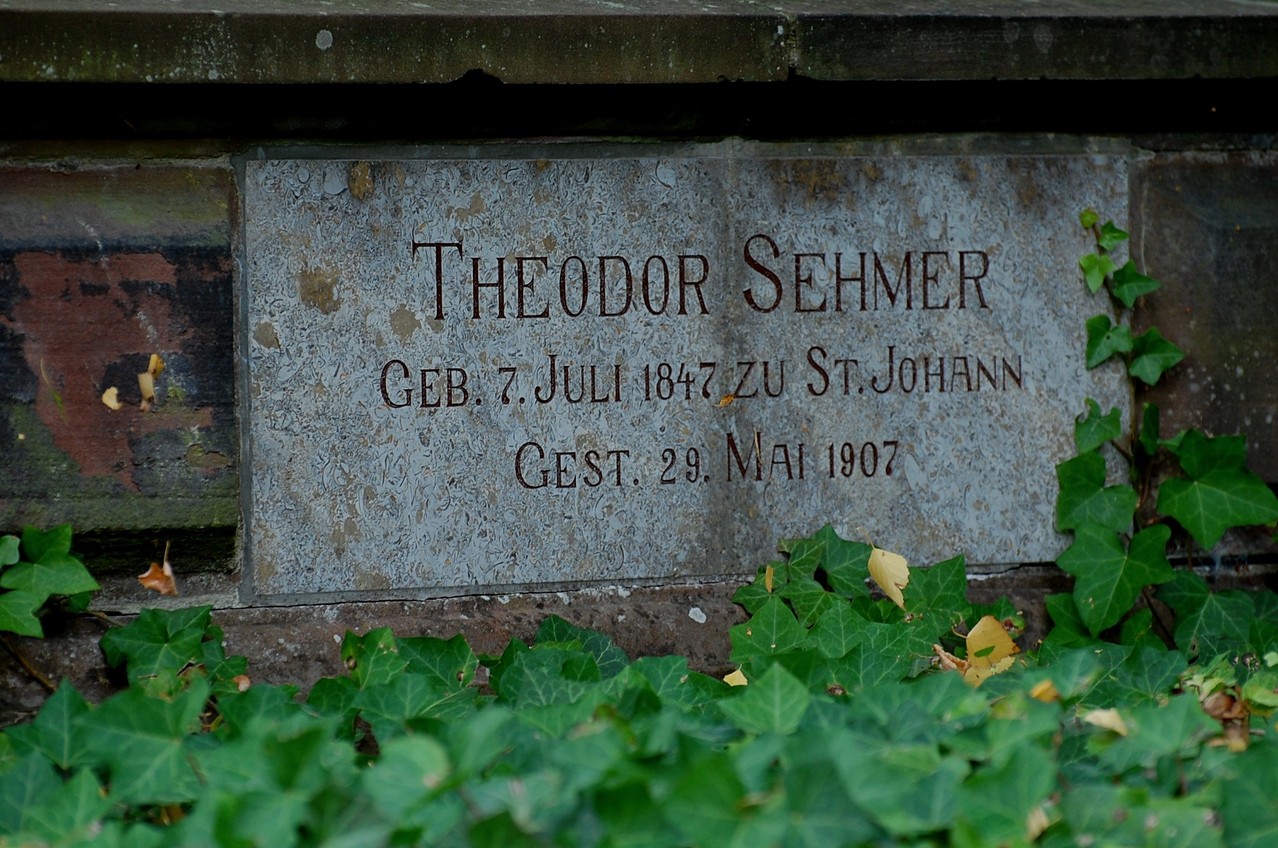 THEODOR SEHMER
GEB. 7. JULI 1847 ZU ST. JOHANN
GEST. 29. MAI 1907